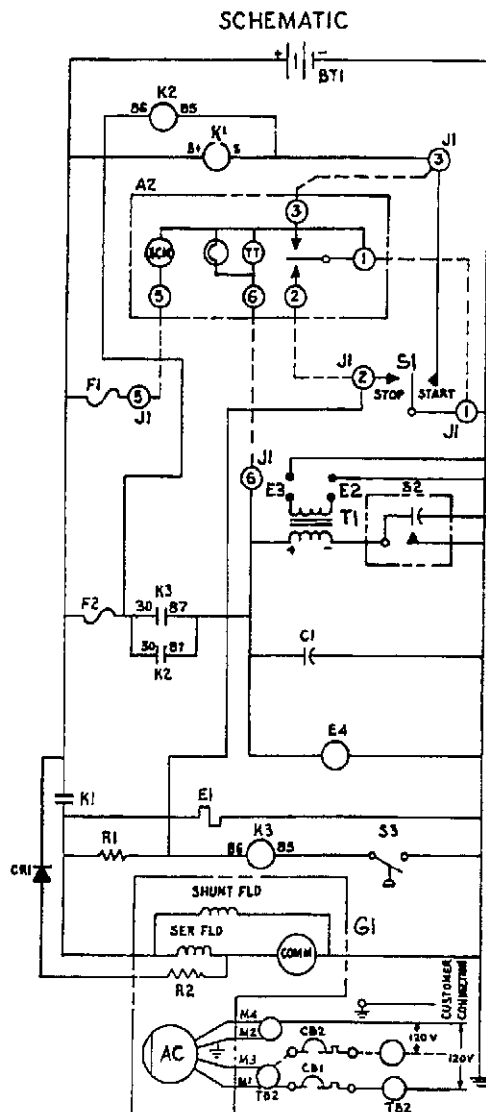 SCHEMATIC
+ -
BT1
K2
B6 B5
K1
B+ S
J1
3
A2
3
TT
1
5
6
2
J1
2
S1
STOP START
F1
5
J1
1
J1
J1
6
E3 E2
S2
T1
+ -
F2
K3
30 87
30 87
K2
C1
E4
K1
E1
R1
K3
86 85
S3
CR1
SHUNT FLD
SER FLD
G1
COMM
R2
CUSTOMER
CONNECTION
M4
M2
CB2
120V
AC
M3
120V
M1
TB2
CB1
TB2